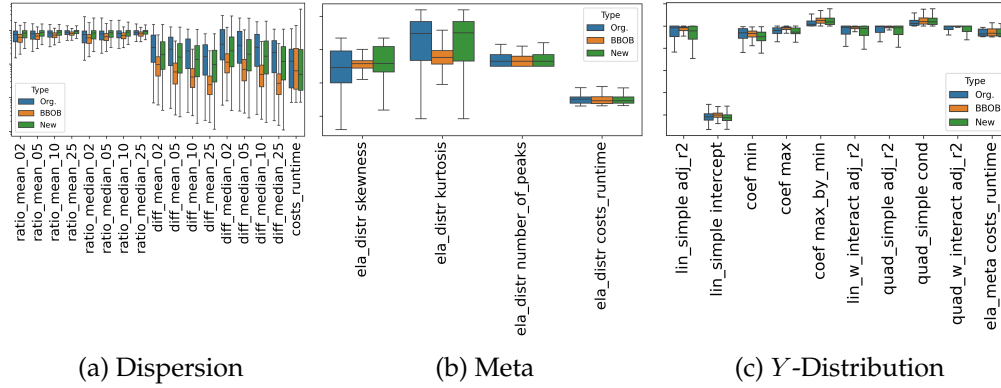 Type
Org.
BBOB
New
ratio_mean_02
ratio_mean_05
ratio_mean_10
ratio_mean_25
ratio_median_02
ratio_median_05
ratio_median_10
ratio_median_25
diff_mean_02
diff_mean_05
diff_mean_10
diff_mean_25
diff_median_02
diff_median_05
diff_median_10
diff_median_25
costs_runtime
(a) Dispersion
Type
Org.
BBOB
New
ela_distr skewness
ela_distr kurtosis
ela_distr number_of_peaks
ela_distr costs_runtime
(b) Meta
Type
Org.
BBOB
New
lin_simple adj_r2
lin_simple intercept
coef min
coef max
coef max_by_min
lin_w_interact adj_r2
quad_simple adj_r2
quad_simple cond
quad_w_interact adj_r2
ela_meta costs_runtime
(c) Y-Distribution